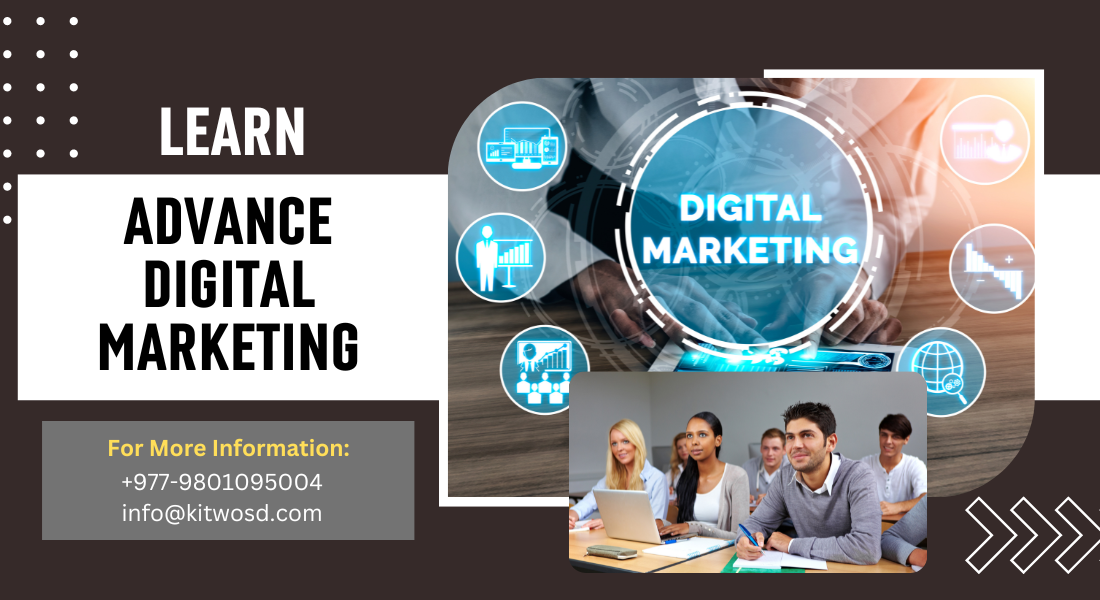 LEARN
ADVANCE
DIGITAL
MARKETING
For More Information:
+977-9801095004
info@kitwosd.com
DIGITAL
MARKETING